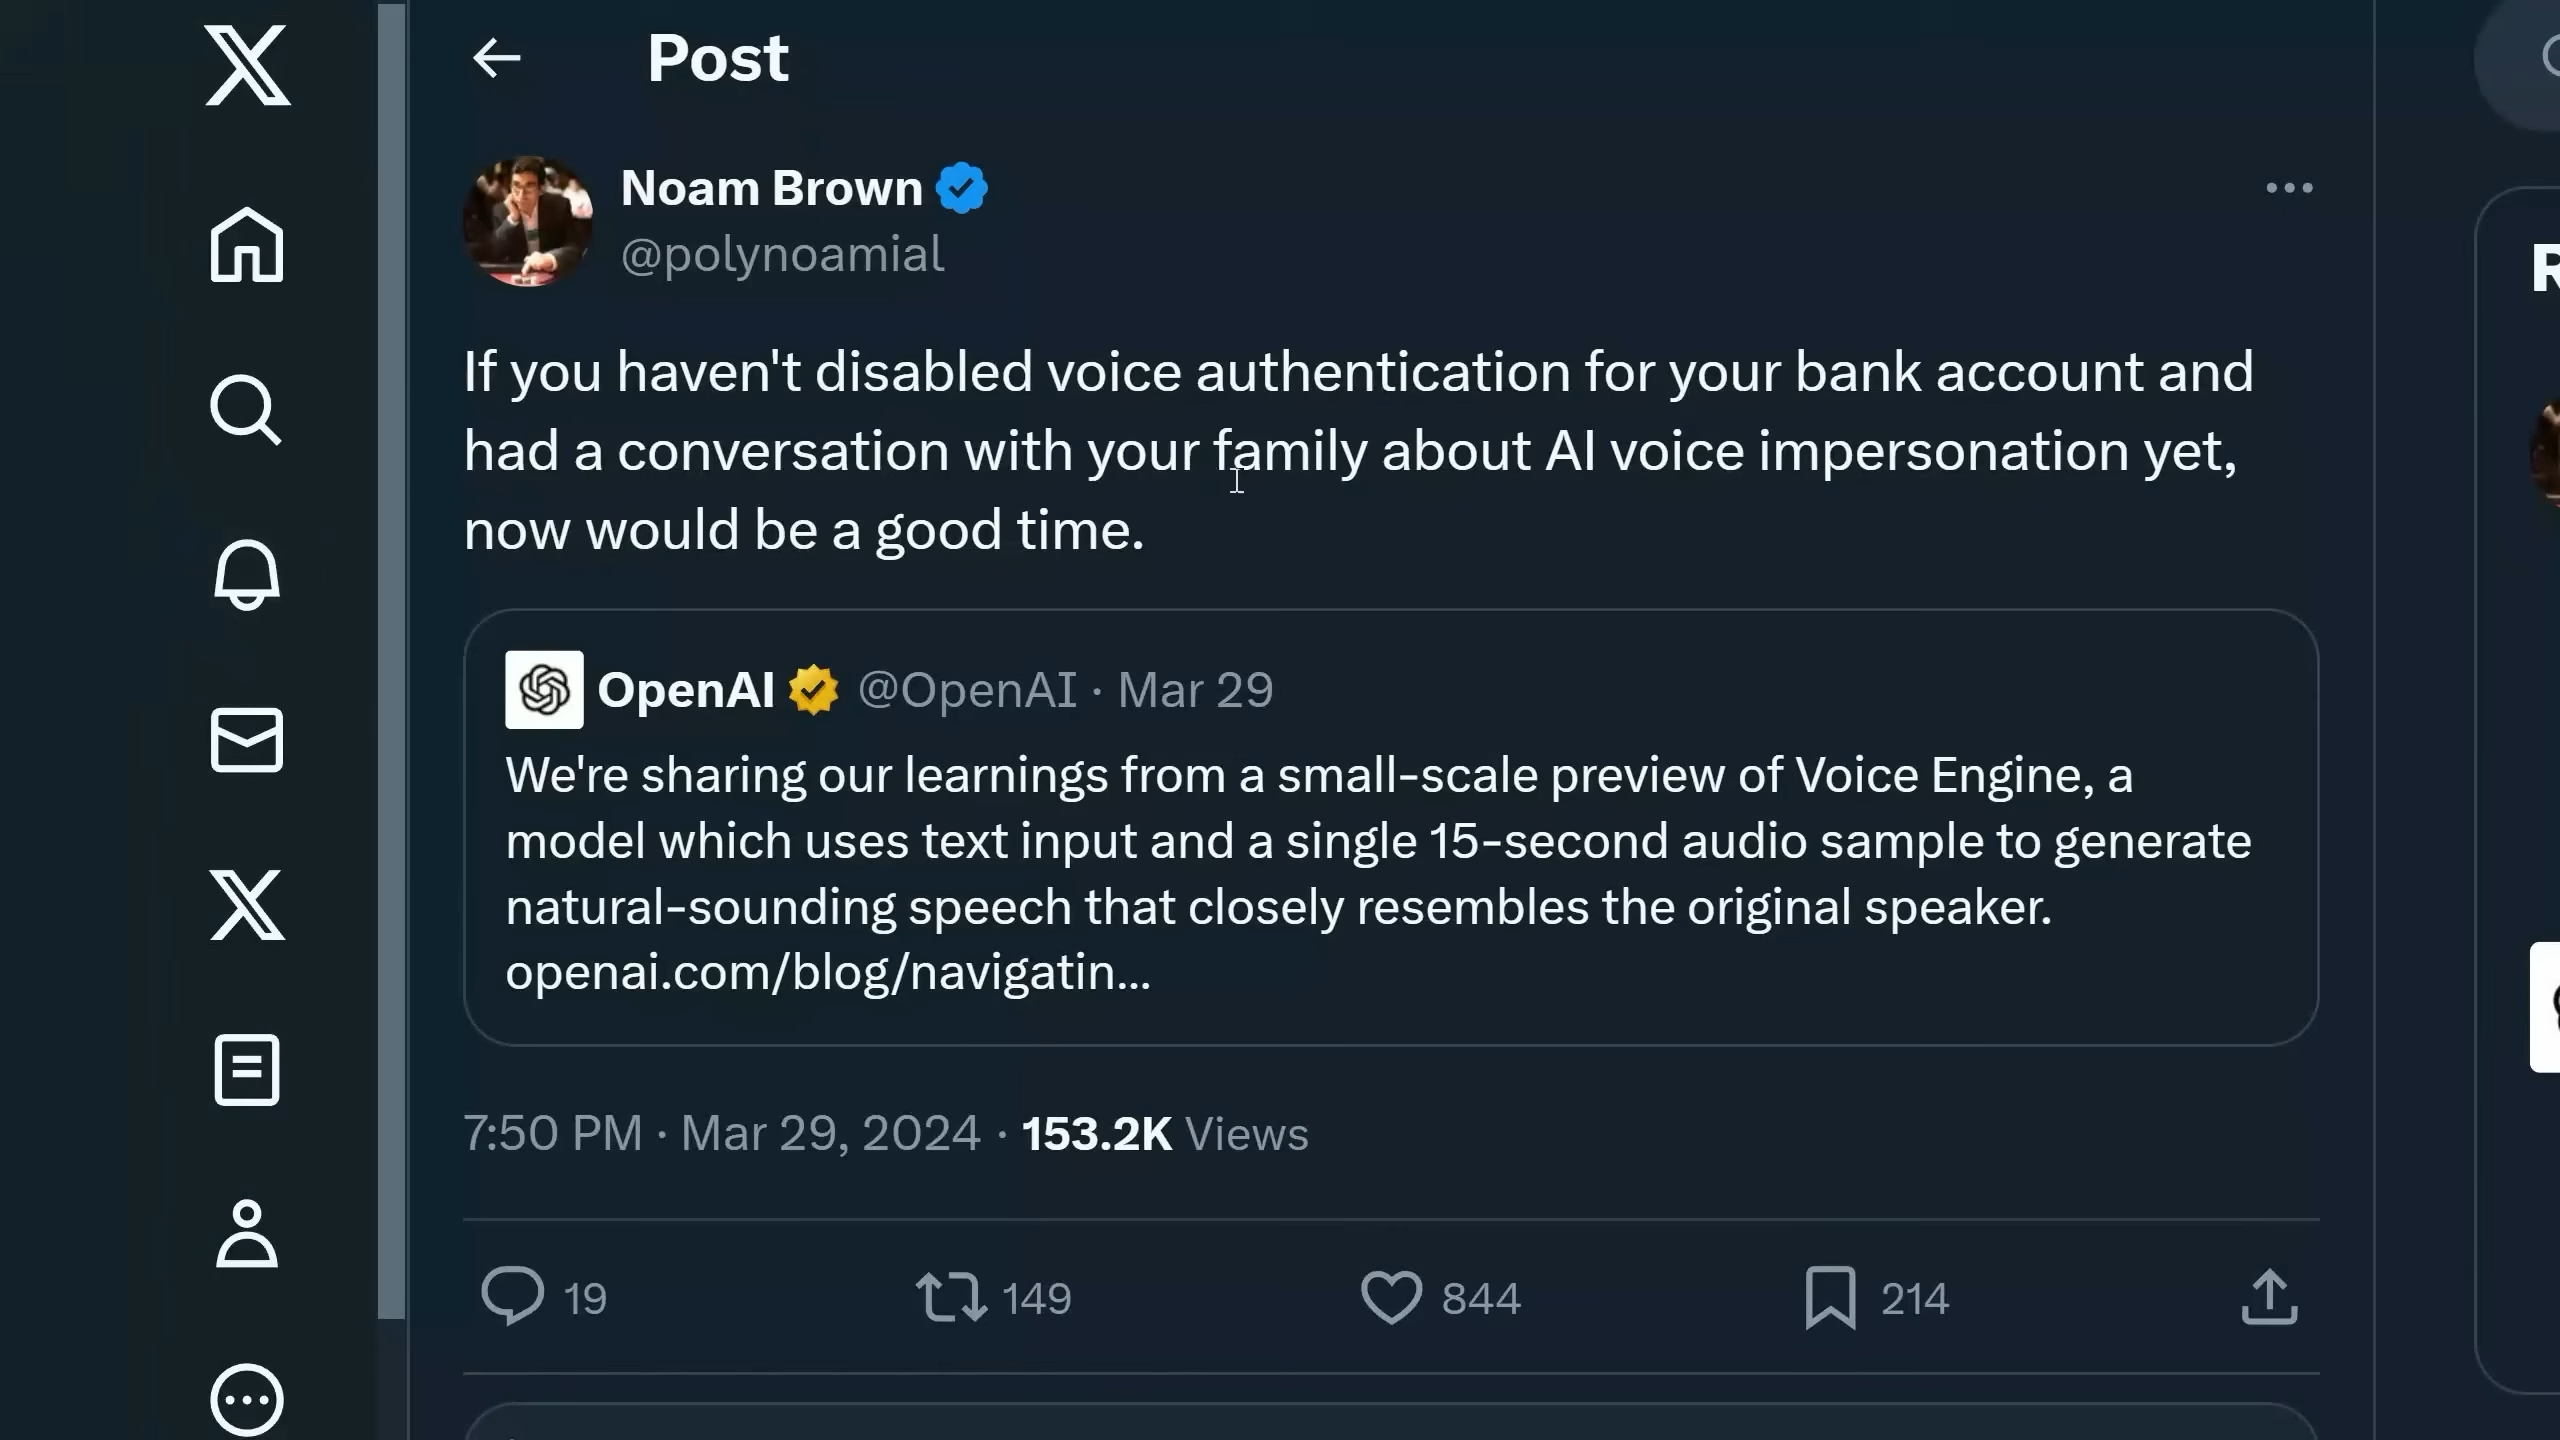 Post
Noam Brown
@polynoamial
If you haven't disabled voice authentication for your bank account and
had a conversation with your family about AI voice impersonation yet,
now would be a good time.
OpenAI @OpenAI · Mar 29
We're sharing our learnings from a small-scale preview of Voice Engine, a
model which uses text input and a single 15-second audio sample to generate
natural-sounding speech that closely resembles the original speaker.
openai.com/blog/navigatin...
7:50 PM · Mar 29, 2024 · 153.2K Views
19 149 844 214